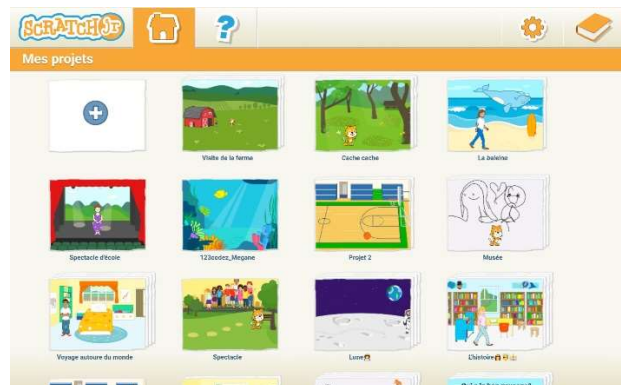 SCRATCH Jr
Mes projets
Visite de la ferme
Cache cache
La baleine
Spectacle d'école
123codez_Megane
Projet 2
Musée
Voyage autoure du monde
Spectacle
Lune
L'histoire